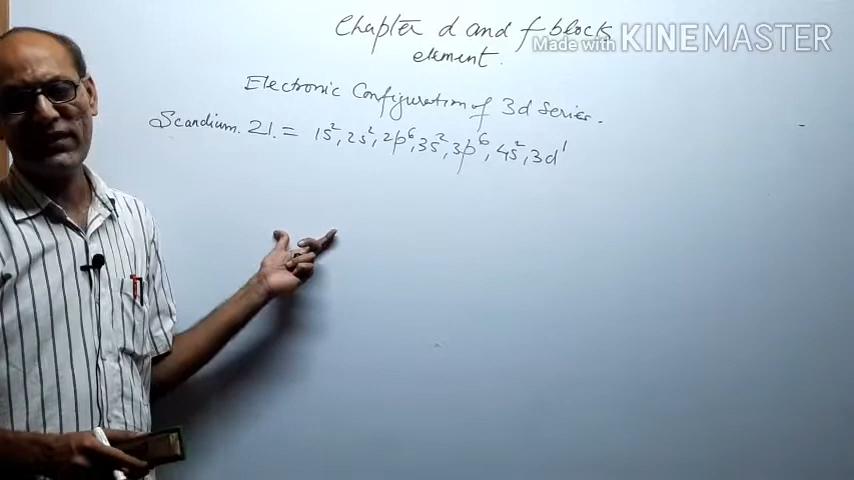 Chapter d and f block
element.
Made with KINEMASTER
Electronic Configuration of 3d Series.
Scandium. 21. = 1s², 2s², 2p⁶, 3s², 3p⁶, 4s², 3d¹